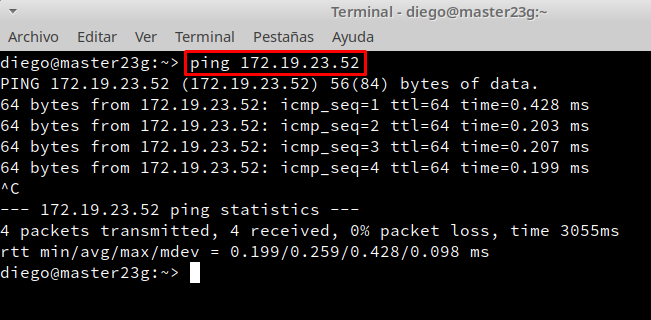 Terminal - diego@master23g:~
Archivo Editar Ver Terminal Pestañas Ayuda
diego@master23g:~> ping 172.19.23.52
PING 172.19.23.52 (172.19.23.52) 56(84) bytes of data.
64 bytes from 172.19.23.52: icmp_seq=1 ttl=64 time=0.428 ms
64 bytes from 172.19.23.52: icmp_seq=2 ttl=64 time=0.203 ms
64 bytes from 172.19.23.52: icmp_seq=3 ttl=64 time=0.207 ms
64 bytes from 172.19.23.52: icmp_seq=4 ttl=64 time=0.199 ms
^C
--- 172.19.23.52 ping statistics ---
4 packets transmitted, 4 received, 0% packet loss, time 3055ms
rtt min/avg/max/mdev = 0.199/0.259/0.428/0.098 ms
diego@master23g:~>